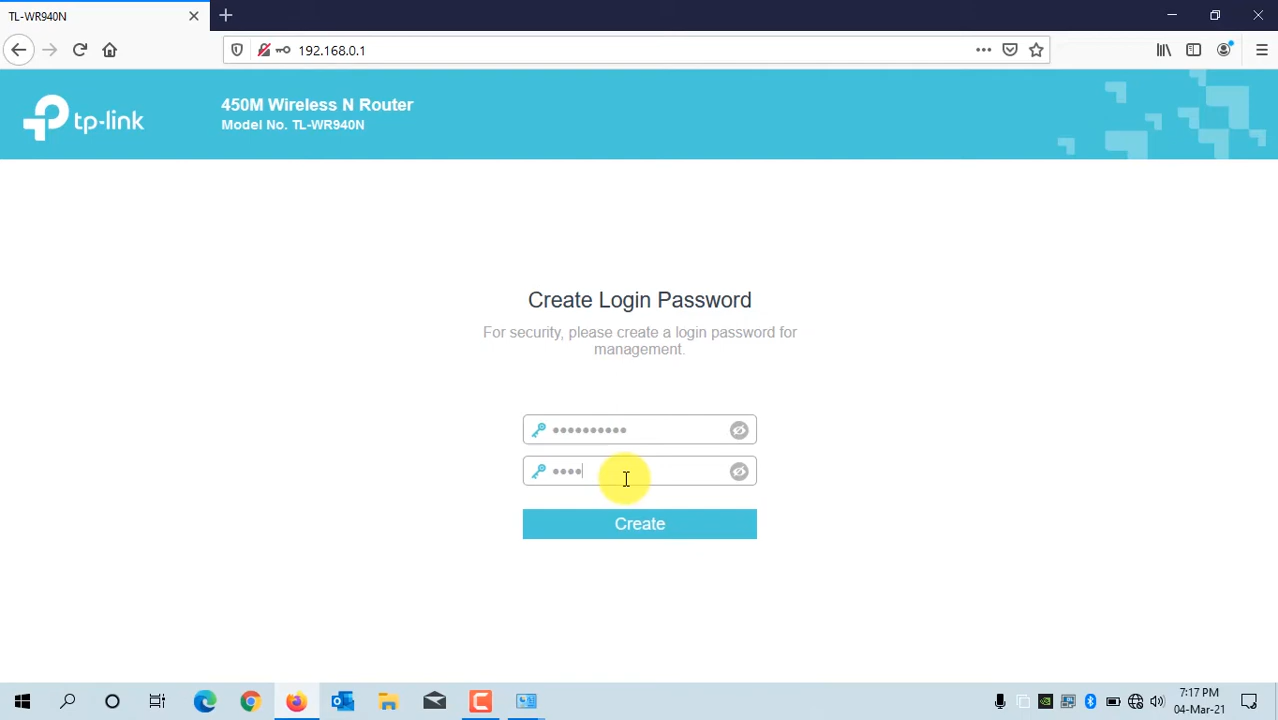 TL-WR940N
192.168.0.1
tp-link
450M Wireless N Router
Model No. TL-WR940N
Create Login Password
For security, please create a login password for
management.
••••••••••
••••
Create
7:17 PM
04-Mar-21